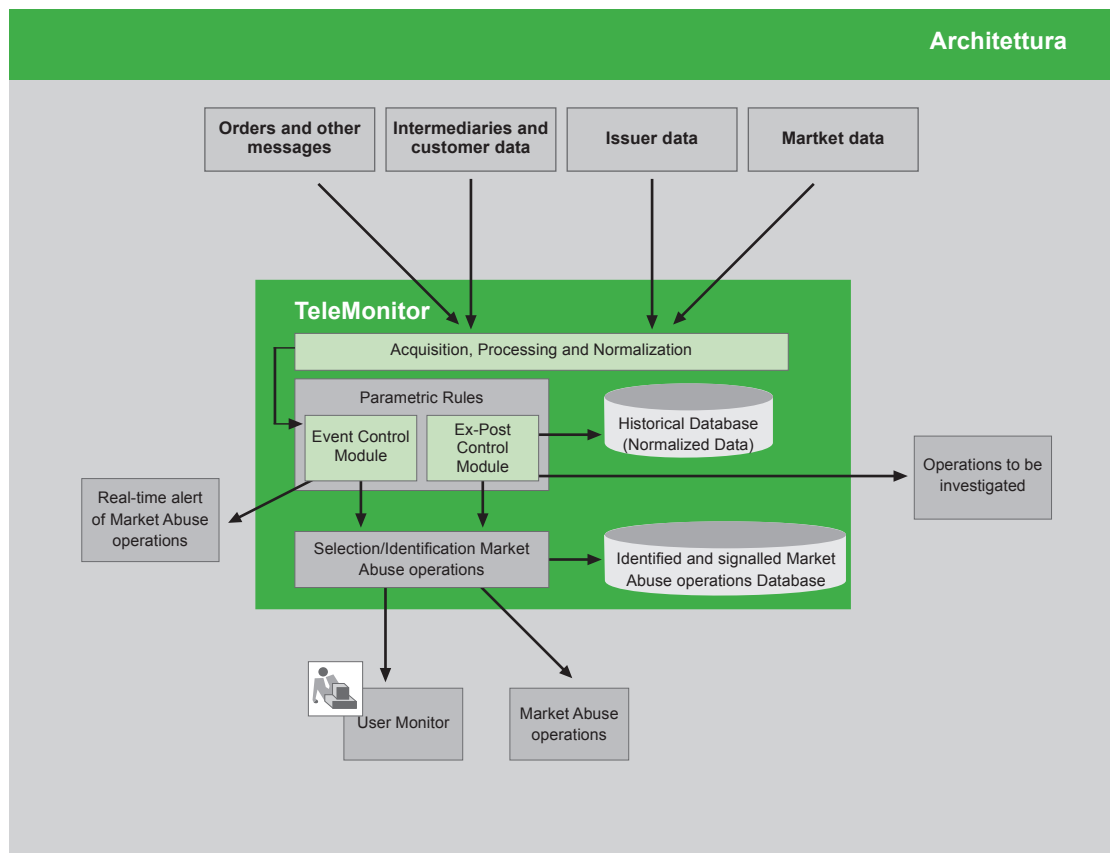 Architettura
Orders and other
messages
Intermediaries and
customer data
Issuer data
Martket data
TeleMonitor
Acquisition, Processing and Normalization
Parametric Rules
Event Control
Module
Ex-Post
Control
Module
Historical Database
(Normalized Data)
Operations to be
investigated
Real-time alert
of Market Abuse
operations
Selection/Identification Market
Abuse operations
Identified and signalled Market
Abuse operations Database
User Monitor
Market Abuse
operations